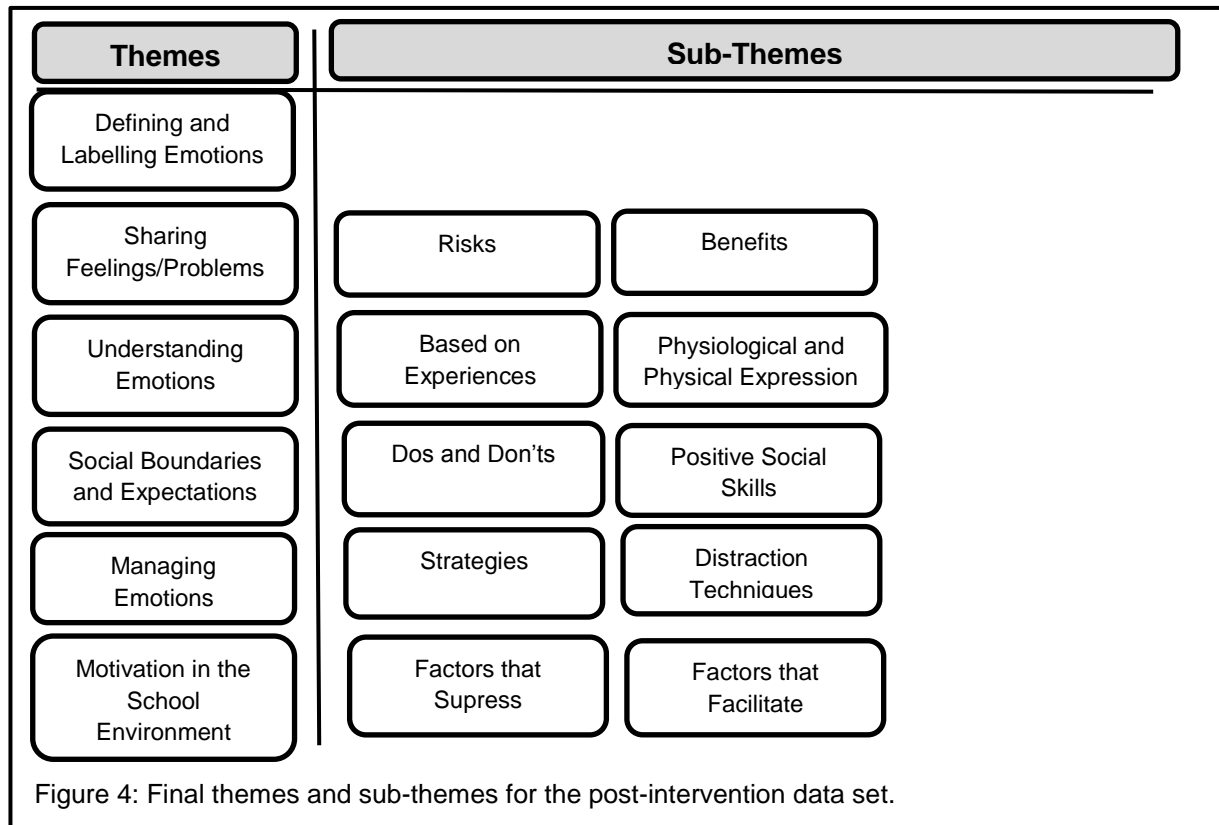 Themes
Sub-Themes
Defining and
Labelling Emotions
Sharing
Feelings/Problems
Risks
Benefits
Understanding
Emotions
Based on
Experiences
Physiological and
Physical Expression
Social Boundaries
and Expectations
Dos and Don’ts
Positive Social
Skills
Managing
Emotions
Strategies
Distraction
Techniques
Motivation in the
School
Environment
Factors that
Supress
Factors that
Facilitate
Figure 4: Final themes and sub-themes for the post-intervention data set.